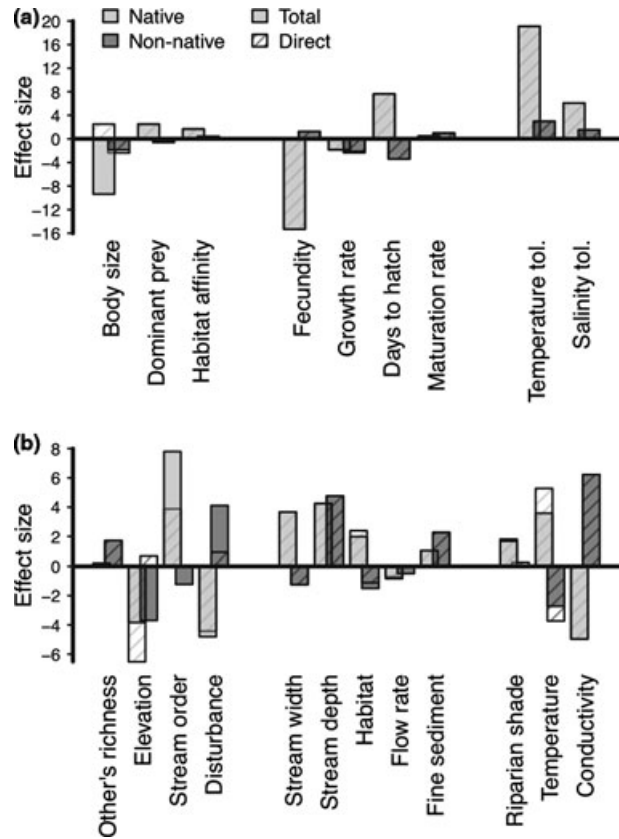 (a)
Native
Total
Non-native
Direct
Effect size
20
16
12
8
4
0
−4
−8
−12
−16
Body size
Dominant prey
Habitat affinity
Fecundity
Growth rate
Days to hatch
Maturation rate
Temperature tol.
Salinity tol.
(b)
Effect size
8
6
4
2
0
−2
−4
−6
Other's richness
Elevation
Stream order
Disturbance
Stream width
Stream depth
Habitat
Flow rate
Fine sediment
Riparian shade
Temperature
Conductivity